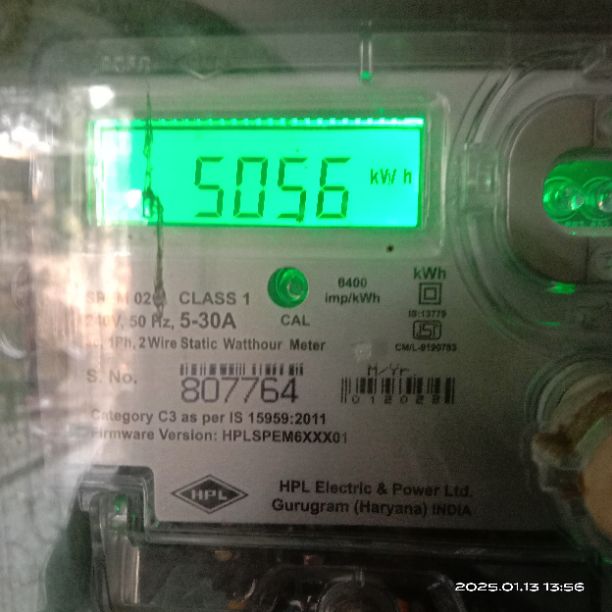 5056 kWh
CLASS 1
6400
imp/kWh
kWh
50 Hz, 5-30A
CAL
IS:13779
ISI
1Ph, 2Wire Static Watthour Meter
CM/L-9190793
S. No.
807764
M/Yr.
Category C3 as per IS 15959:2011
Firmware Version: HPLSPEM6XXX01
HPL
HPL Electric & Power Ltd.
Gurugram (Haryana) INDIA
2025.01.13 13:56